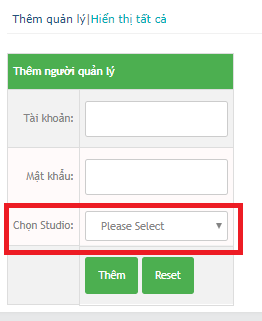 Thêm quản lý|Hiển thị tất cả
Thêm người quản lý
Tài khoản:
Mật khẩu:
Chọn Studio: Please Select
Thêm Reset